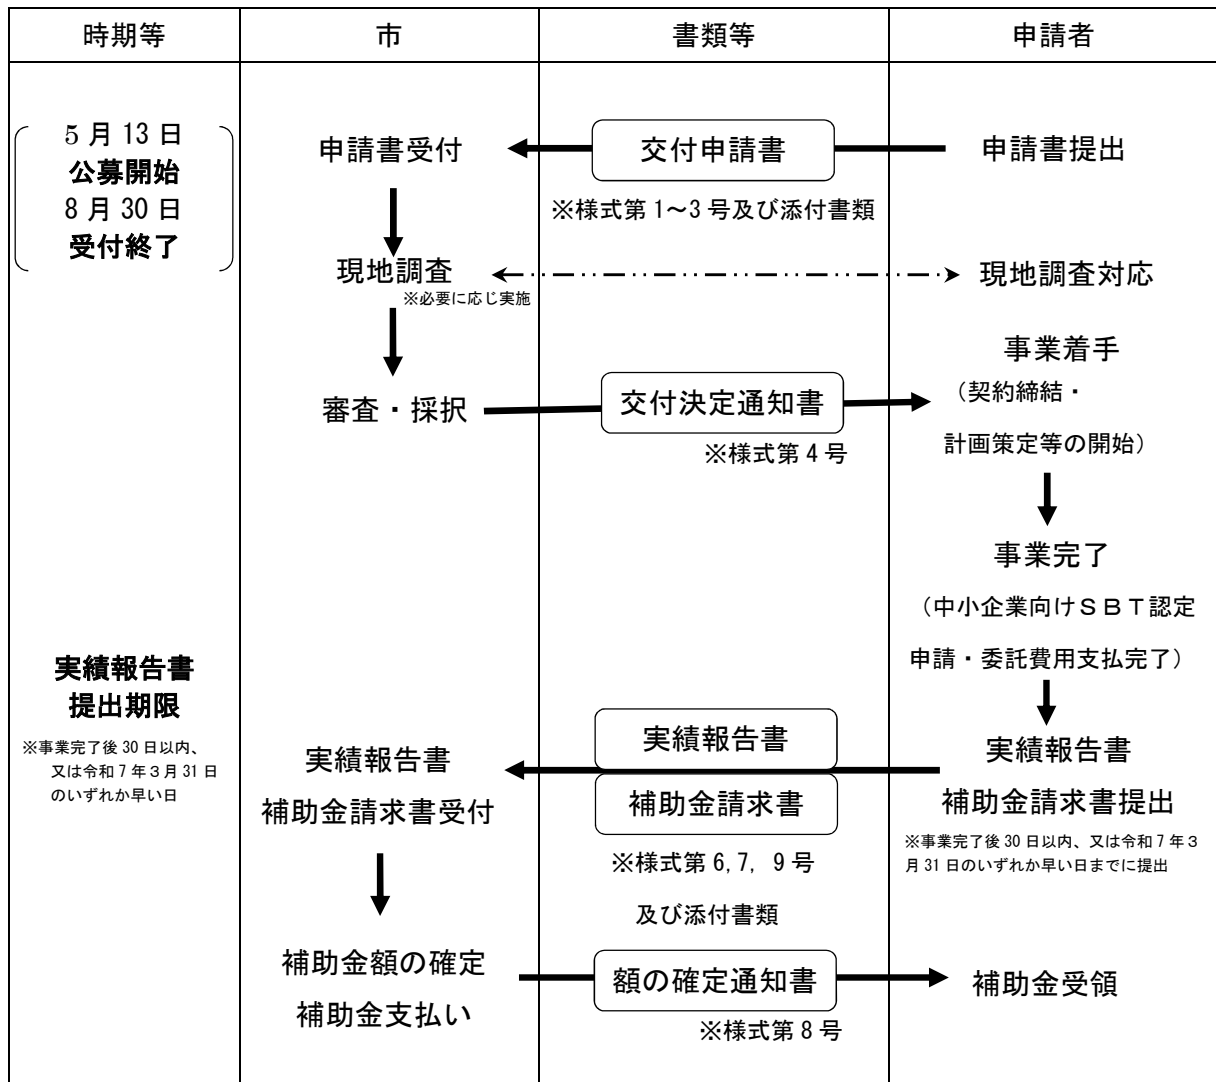 時期等
市
書類等
申請者
5月13日
公募開始
8月30日
受付終了
申請書受付
交付申請書
申請書提出
※様式第1～3号及び添付書類
現地調査
※必要に応じ実施
現地調査対応
審査・採択
交付決定通知書
※様式第4号
事業着手
（契約締結・
計画策定等の開始）
事業完了
（中小企業向けＳＢＴ認定
申請・委託費用支払完了）
実績報告書
提出期限
※事業完了後30日以内、
又は令和7年３月31日
のいずれか早い日
実績報告書
補助金請求書受付
実績報告書
補助金請求書
※様式第6,7, 9号
及び添付書類
実績報告書
補助金請求書提出
※事業完了後30日以内、又は令和7年３
月31日のいずれか早い日までに提出
補助金額の確定
補助金支払い
額の確定通知書
※様式第8号
補助金受領